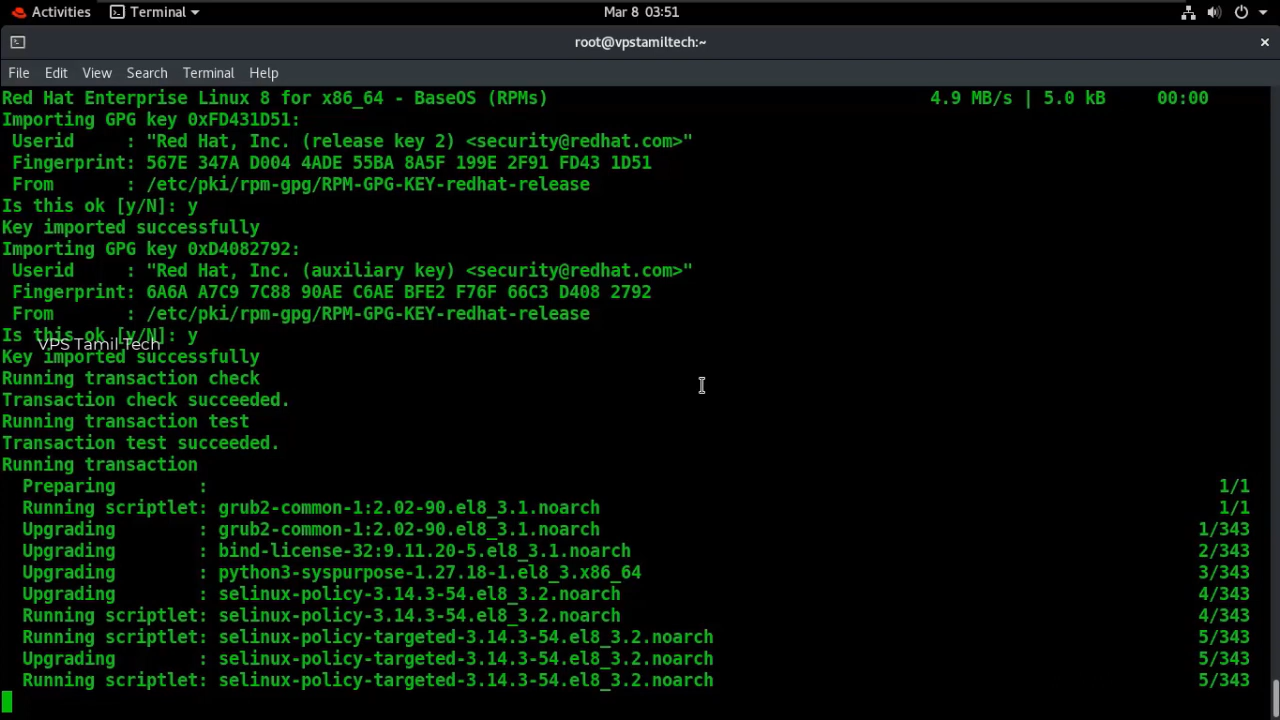 Activities Terminal Mar 8 03:51
root@vpstamiltech:~
File Edit View Search Terminal Help
Red Hat Enterprise Linux 8 for x86_64 - BaseOS (RPMs) 4.9 MB/s | 5.0 kB 00:00
Importing GPG key 0xFD431D51:
Userid : "Red Hat, Inc. (release key 2) <security@redhat.com>"
Fingerprint: 567E 347A D004 4ADE 55BA 8A5F 199E 2F91 FD43 1D51
From : /etc/pki/rpm-gpg/RPM-GPG-KEY-redhat-release
Is this ok [y/N]: y
Key imported successfully
Importing GPG key 0xD4082792:
Userid : "Red Hat, Inc. (auxiliary key) <security@redhat.com>"
Fingerprint: 6A6A A7C9 7C88 90AE C6AE BFE2 F76F 66C3 D408 2792
From : /etc/pki/rpm-gpg/RPM-GPG-KEY-redhat-release
Is this ok [y/N]: y
VPS Tamil Tech
Key imported successfully
Running transaction check
Transaction check succeeded.
Running transaction test
Transaction test succeeded.
Running transaction
Preparing : 1/1
Running scriptlet: grub2-common-1:2.02-90.el8_3.1.noarch 1/1
Upgrading : grub2-common-1:2.02-90.el8_3.1.noarch 1/343
Upgrading : bind-license-32:9.11.20-5.el8_3.1.noarch 2/343
Upgrading : python3-syspurpose-1.27.18-1.el8_3.x86_64 3/343
Upgrading : selinux-policy-3.14.3-54.el8_3.2.noarch 4/343
Running scriptlet: selinux-policy-3.14.3-54.el8_3.2.noarch 4/343
Running scriptlet: selinux-policy-targeted-3.14.3-54.el8_3.2.noarch 5/343
Upgrading : selinux-policy-targeted-3.14.3-54.el8_3.2.noarch 5/343
Running scriptlet: selinux-policy-targeted-3.14.3-54.el8_3.2.noarch 5/343